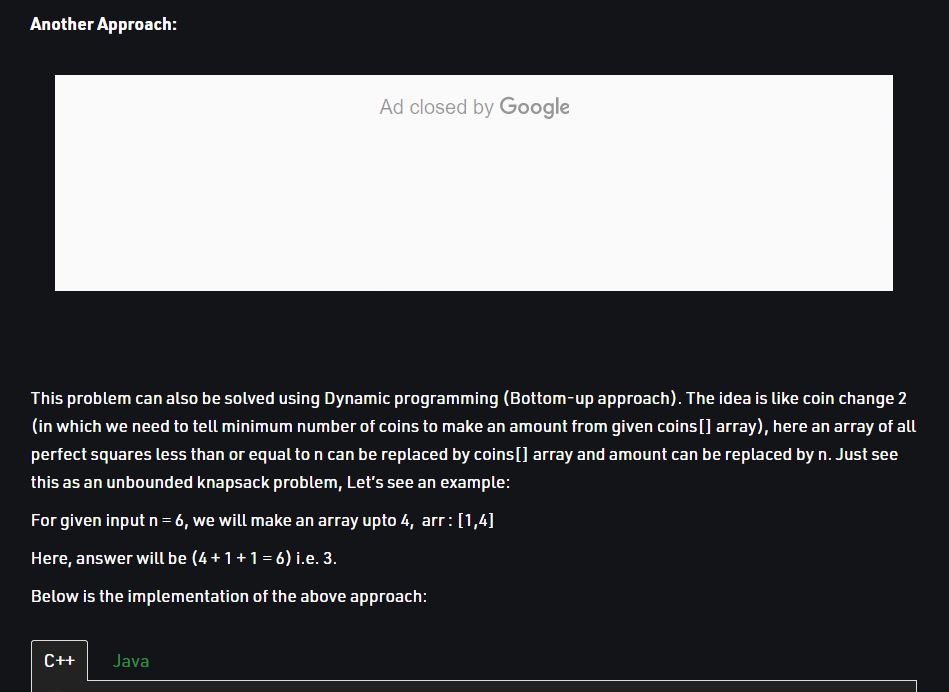 Another Approach:
Ad closed by Google
This problem can also be solved using Dynamic programming (Bottom-up approach). The idea is like coin change 2
(in which we need to tell minimum number of coins to make an amount from given coins[] array), here an array of all
perfect squares less than or equal to n can be replaced by coins[] array and amount can be replaced by n. Just see
this as an unbounded knapsack problem, Let's see an example:
For given input n = 6, we will make an array upto 4,  arr : [1,4]
Here, answer will be (4 + 1 + 1 = 6) i.e. 3.
Below is the implementation of the above approach:
C++ Java